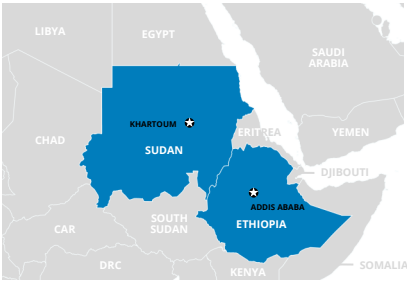 LIBYA
EGYPT
SAUDI
ARABIA
KHARTOUM
CHAD
SUDAN
ERITREA
YEMEN
DJIBOUTI
ADDIS ABABA
SOUTH
SUDAN
CAR
ETHIOPIA
DRC
KENYA
SOMALIA